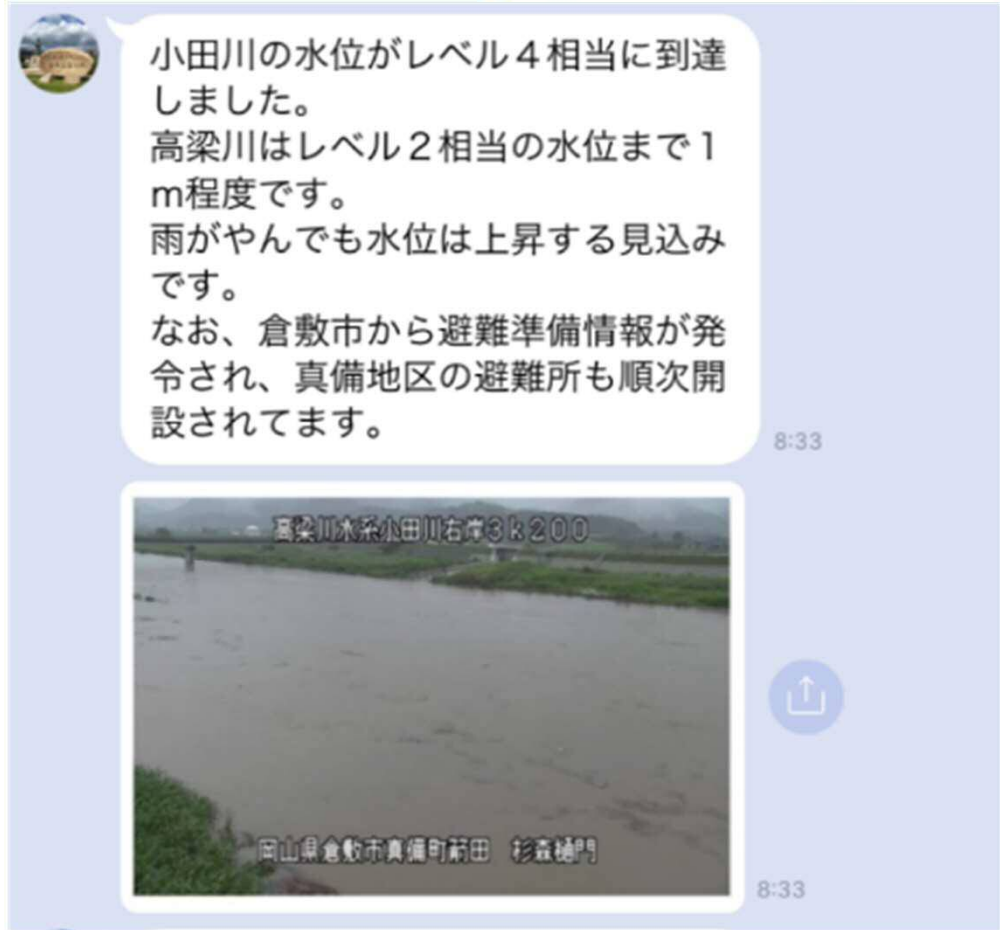 小田川の水位がレベル４相当に到達
しました。
高梁川はレベル２相当の水位まで１
m程度です。
雨がやんでも水位は上昇する見込み
です。
なお、倉敷市から避難準備情報が発
令され、真備地区の避難所も順次開
設されてます。
8:33
高梁川水系小田川右岸3k200
岡山県倉敷市真備町箭田　杉森樋門
8:33